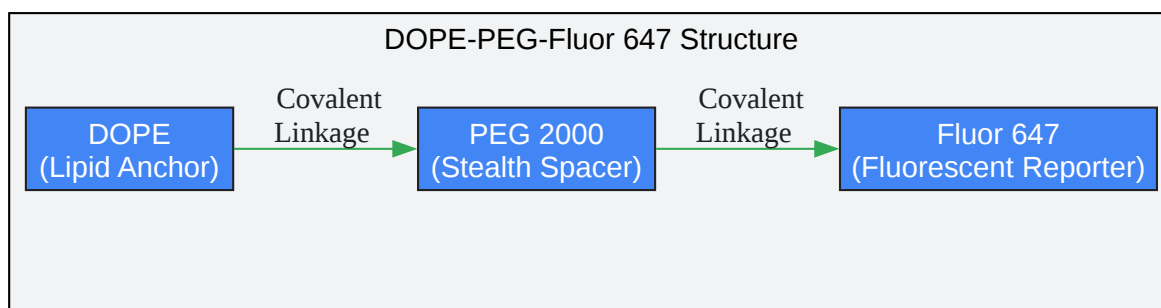 DOPE-PEG-Fluor 647 Structure
DOPE
(Lipid Anchor)
Covalent
Linkage
PEG 2000
(Stealth Spacer)
Covalent
Linkage
Fluor 647
(Fluorescent Reporter)